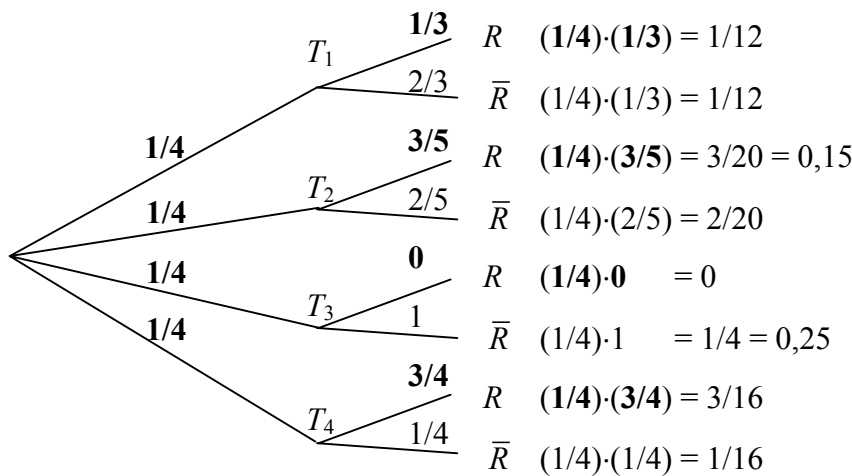 1/3 R (1/4)·(1/3) = 1/12
T1
2/3 R̅ (1/4)·(1/3) = 1/12
1/4
3/5 R (1/4)·(3/5) = 3/20 = 0,15
T2
1/4 2/5 R̅ (1/4)·(2/5) = 2/20
0 R (1/4)·0 = 0
1/4
T3
1 R̅ (1/4)·1 = 1/4 = 0,25
1/4
3/4 R (1/4)·(3/4) = 3/16
T4
1/4 R̅ (1/4)·(1/4) = 1/16